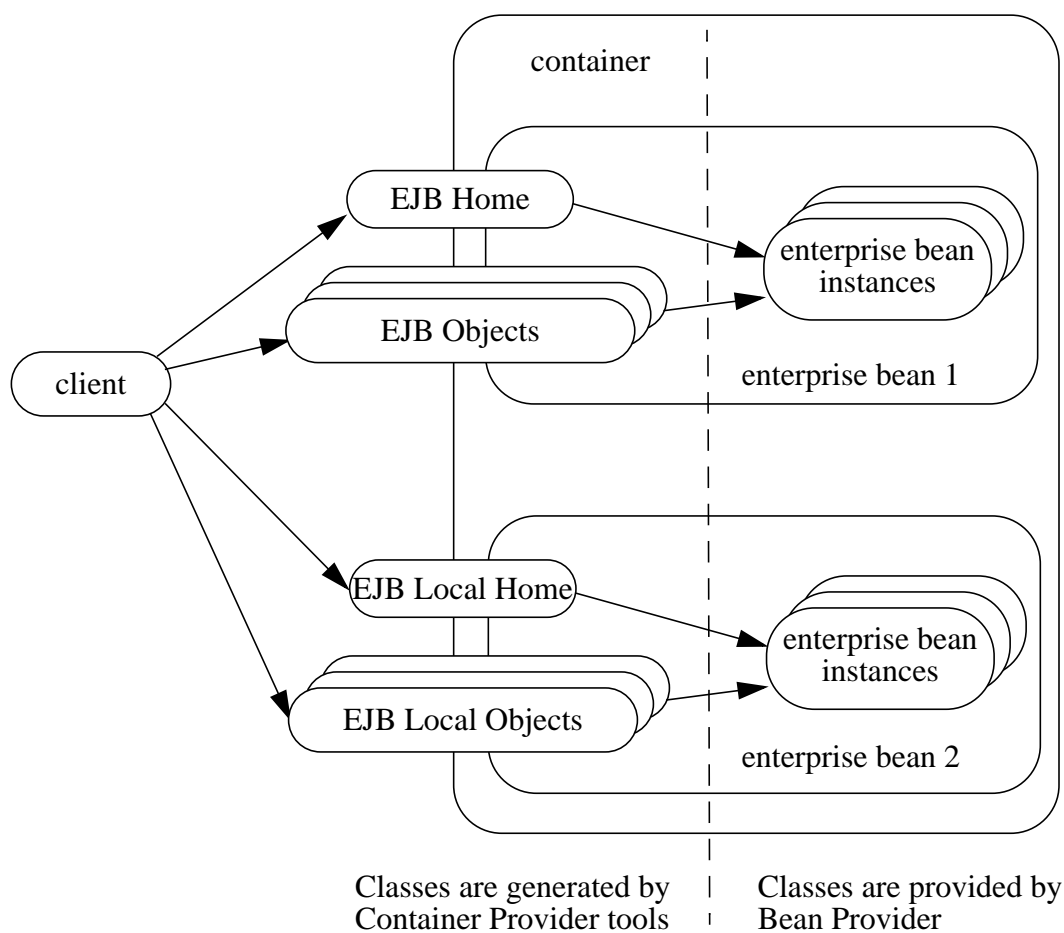 container
EJB Home
enterprise bean
instances
EJB Objects
enterprise bean 1
client
EJB Local Home
enterprise bean
instances
EJB Local Objects
enterprise bean 2
Classes are generated by
Container Provider tools
Classes are provided by
Bean Provider